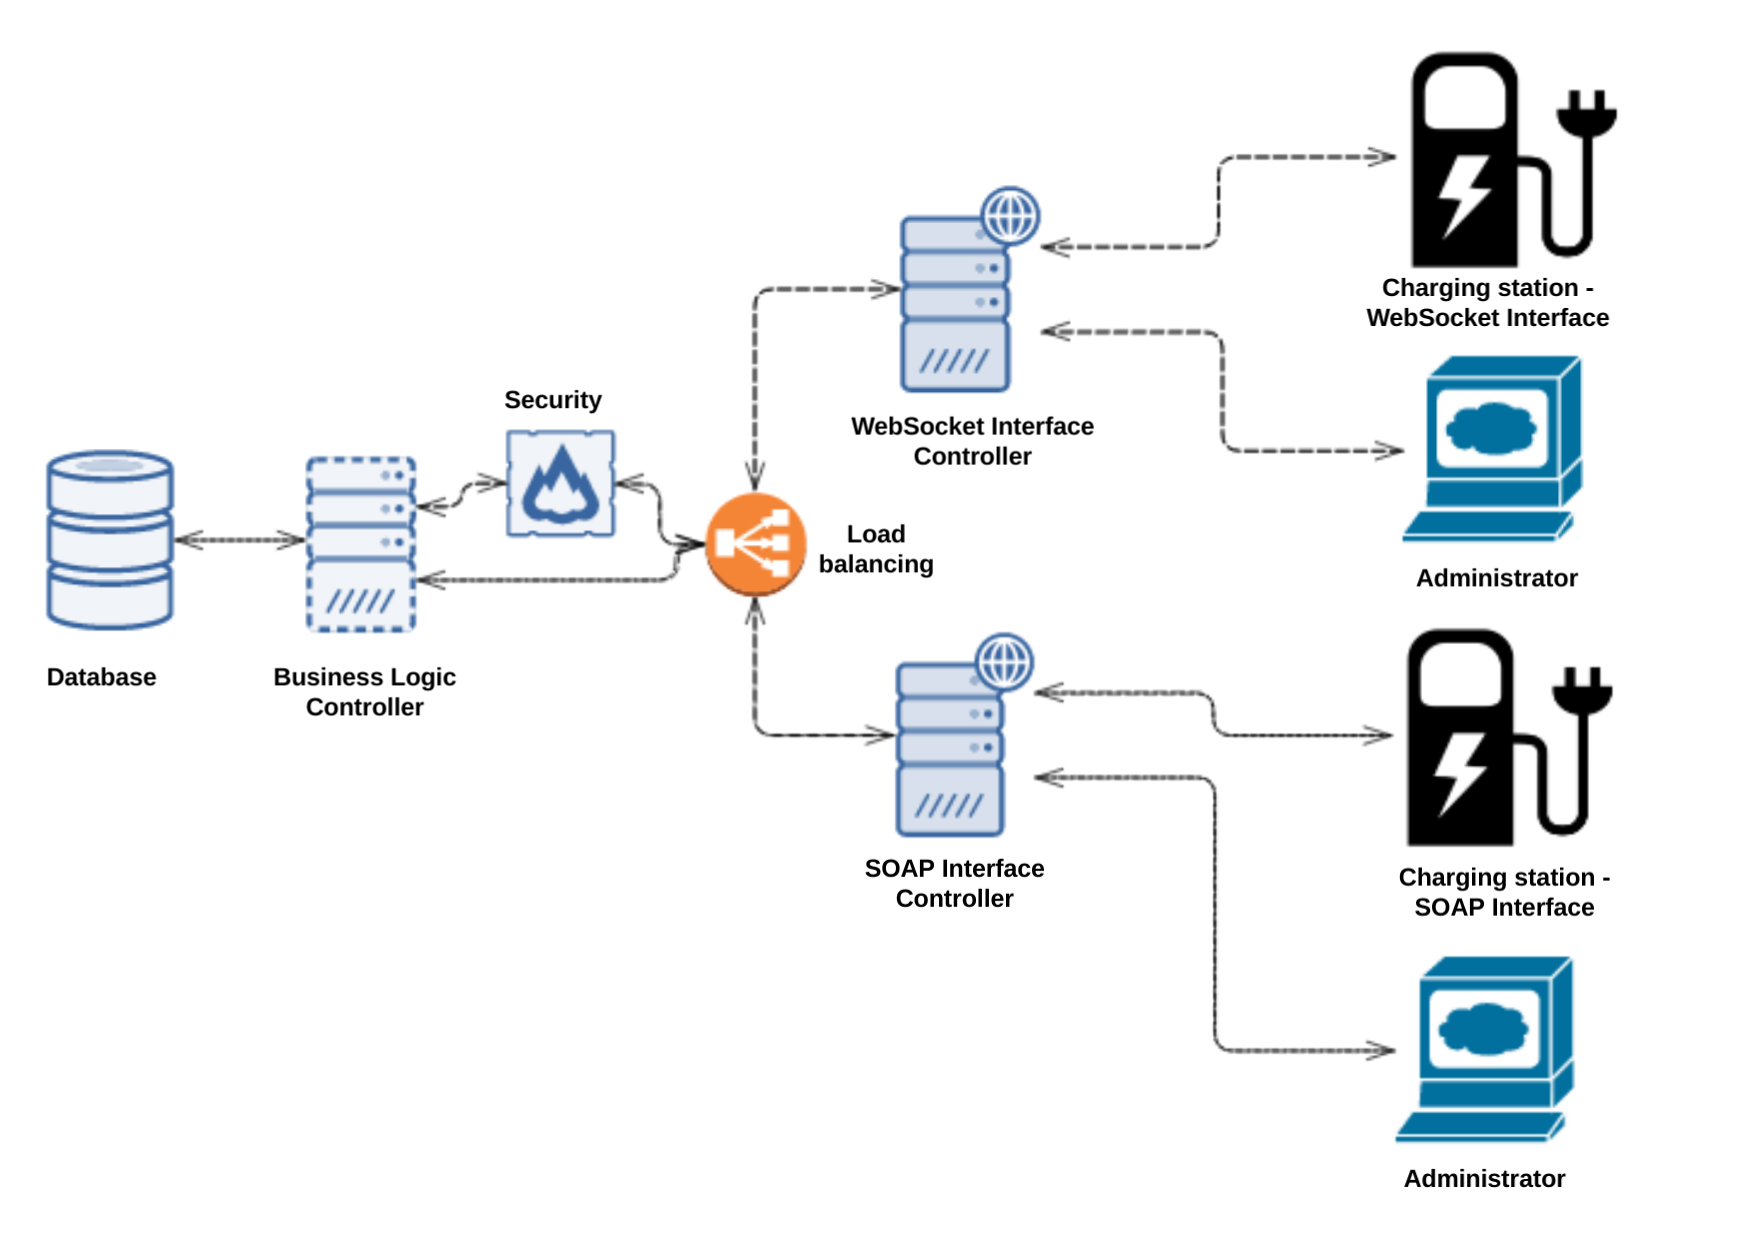 Charging station -
WebSocket Interface
Security
WebSocket Interface
Controller
Load
balancing
Administrator
Database
Business Logic
Controller
SOAP Interface
Controller
Charging station -
SOAP Interface
Administrator